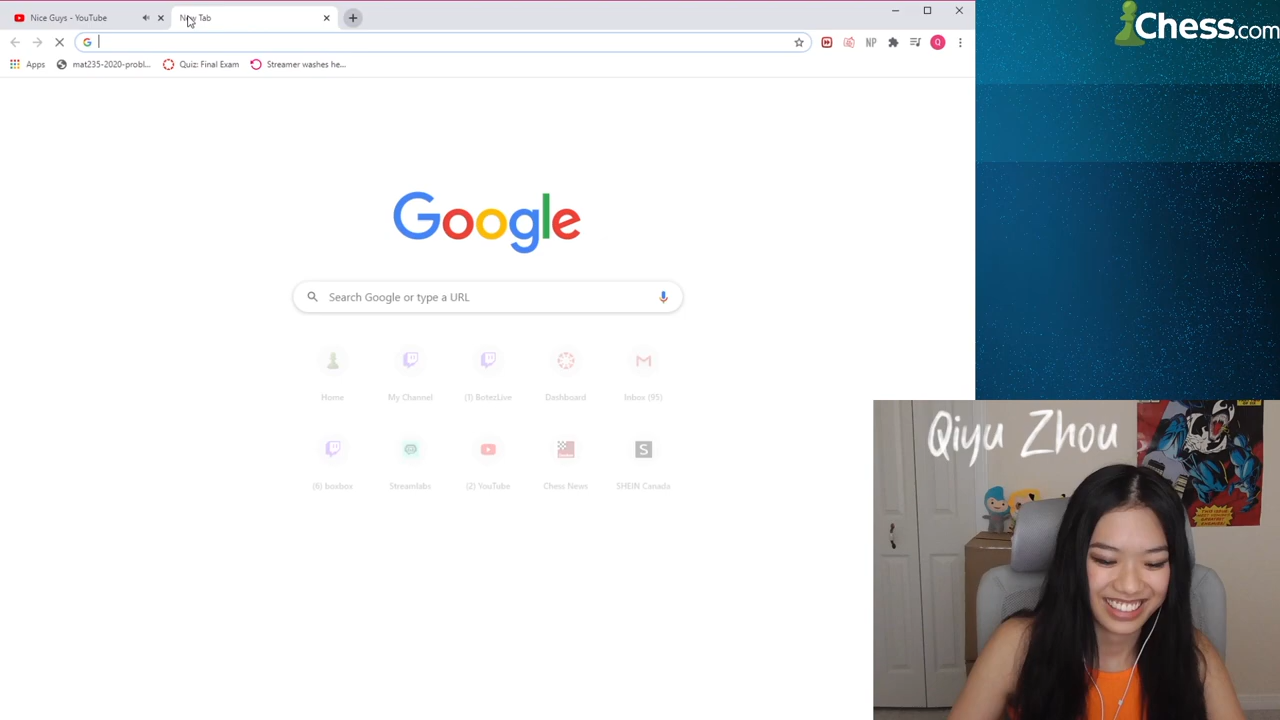 Nice Guys - YouTube
New Tab
Chess.com
NP
Q
Apps
mat235-2020-probl...
Quiz: Final Exam
Streamer washes he...
Google
Search Google or type a URL
Home
My Channel
(1) BotezLive
Dashboard
Inbox (95)
(6) boxbox
Streamlabs
(2) YouTube
Chess News
SHEIN Canada
Qiyu Zhou